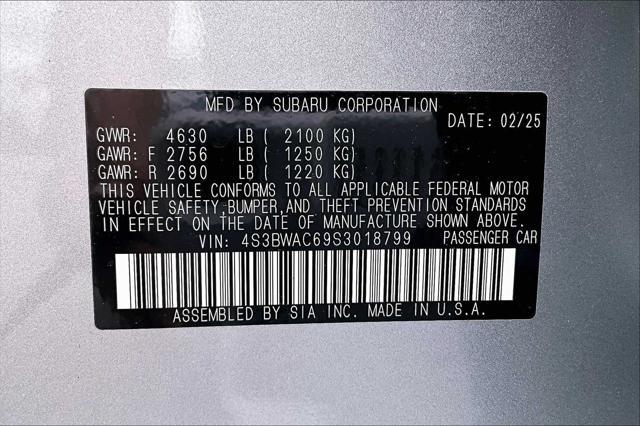 MFD BY SUBARU CORPORATION
DATE: 02/25
GVWR: 4630 LB ( 2100 KG)
GAWR: F 2756 LB ( 1250 KG)
GAWR: R 2690 LB ( 1220 KG)
THIS VEHICLE CONFORMS TO ALL APPLICABLE FEDERAL MOTOR
VEHICLE SAFETY,BUMPER,AND THEFT PREVENTION STANDARDS
IN EFFECT ON THE DATE OF MANUFACTURE SHOWN ABOVE.
VIN: 4S3BWAC69S3018799 PASSENGER CAR
ASSEMBLED BY SIA INC. MADE IN U.S.A.